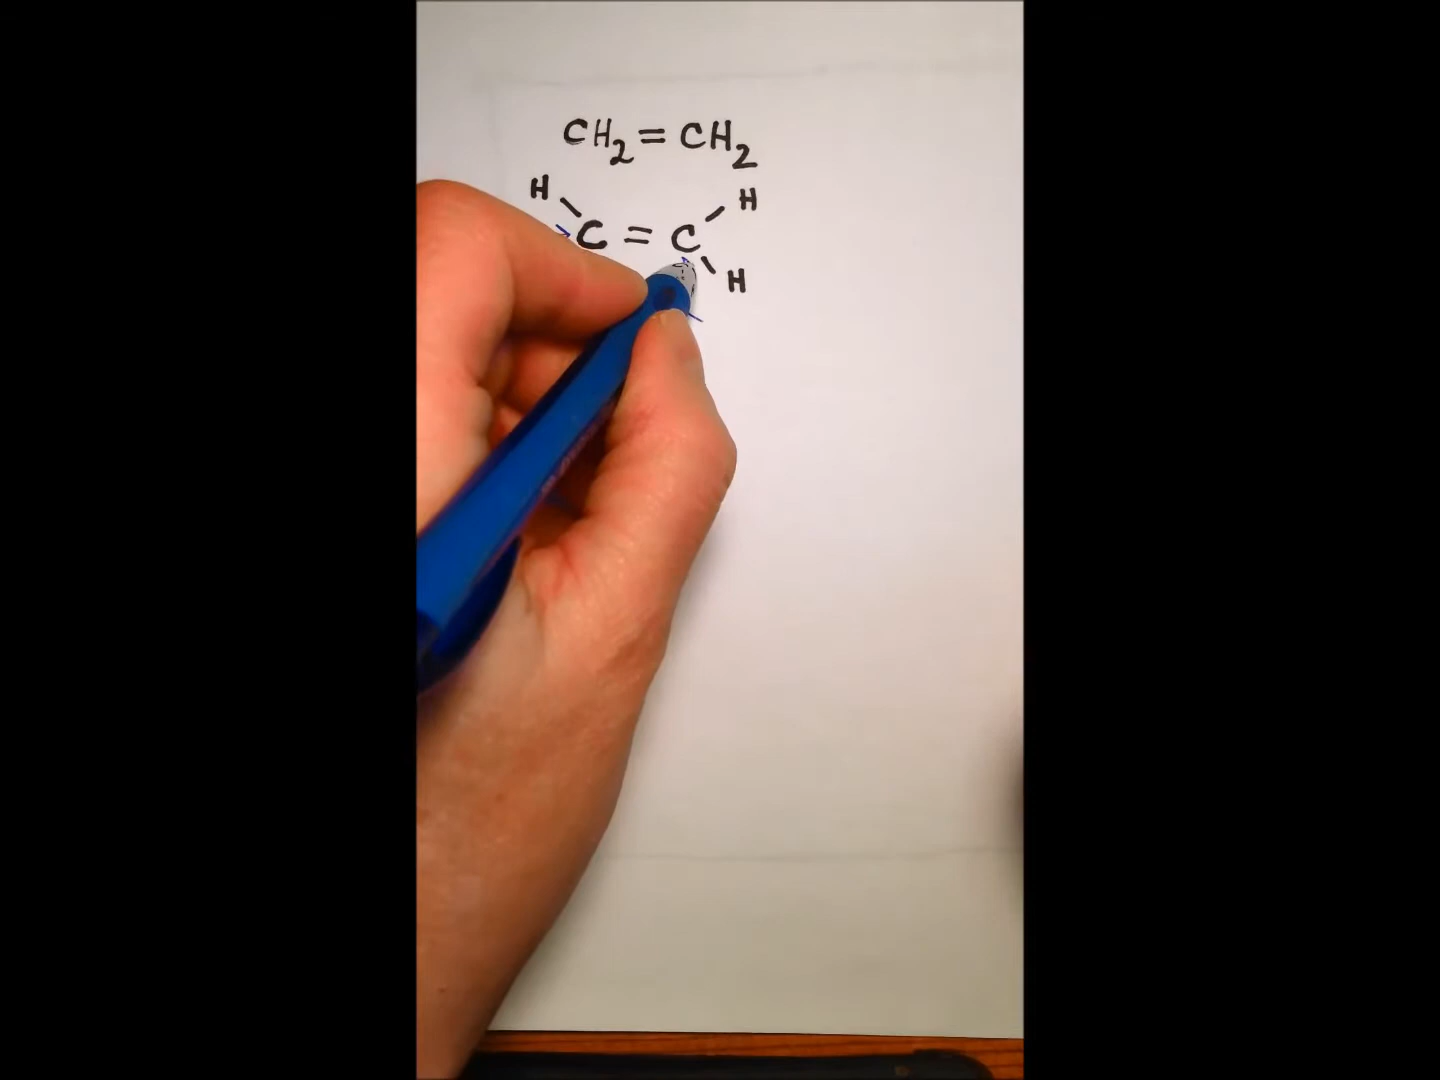 CH₂ = CH₂
H H
C = C
H